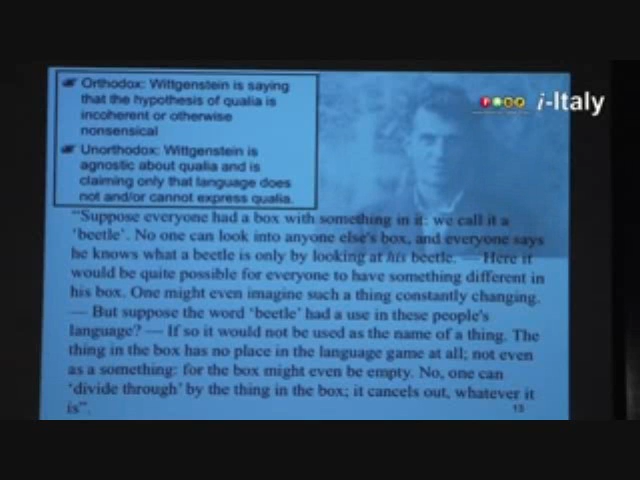 Orthodox: Wittgenstein is saying
that the hypothesis of qualia is
incoherent or otherwise
nonsensical
Unorthodox: Wittgenstein is
agnostic about qualia and is
claiming only that language does
not and/or cannot express qualia.
i-Italy
"Suppose everyone had a box with something in it: we call it a
'beetle'. No one can look into anyone else's box, and everyone says
he knows what a beetle is only by looking at his beetle. — Here it
would be quite possible for everyone to have something different in
his box. One might even imagine such a thing constantly changing.
— But suppose the word 'beetle' had a use in these people's
language? — If so it would not be used as the name of a thing. The
thing in the box has no place in the language game at all; not even
as a something: for the box might even be empty. No, one can
'divide through' by the thing in the box; it cancels out, whatever it
is".
13